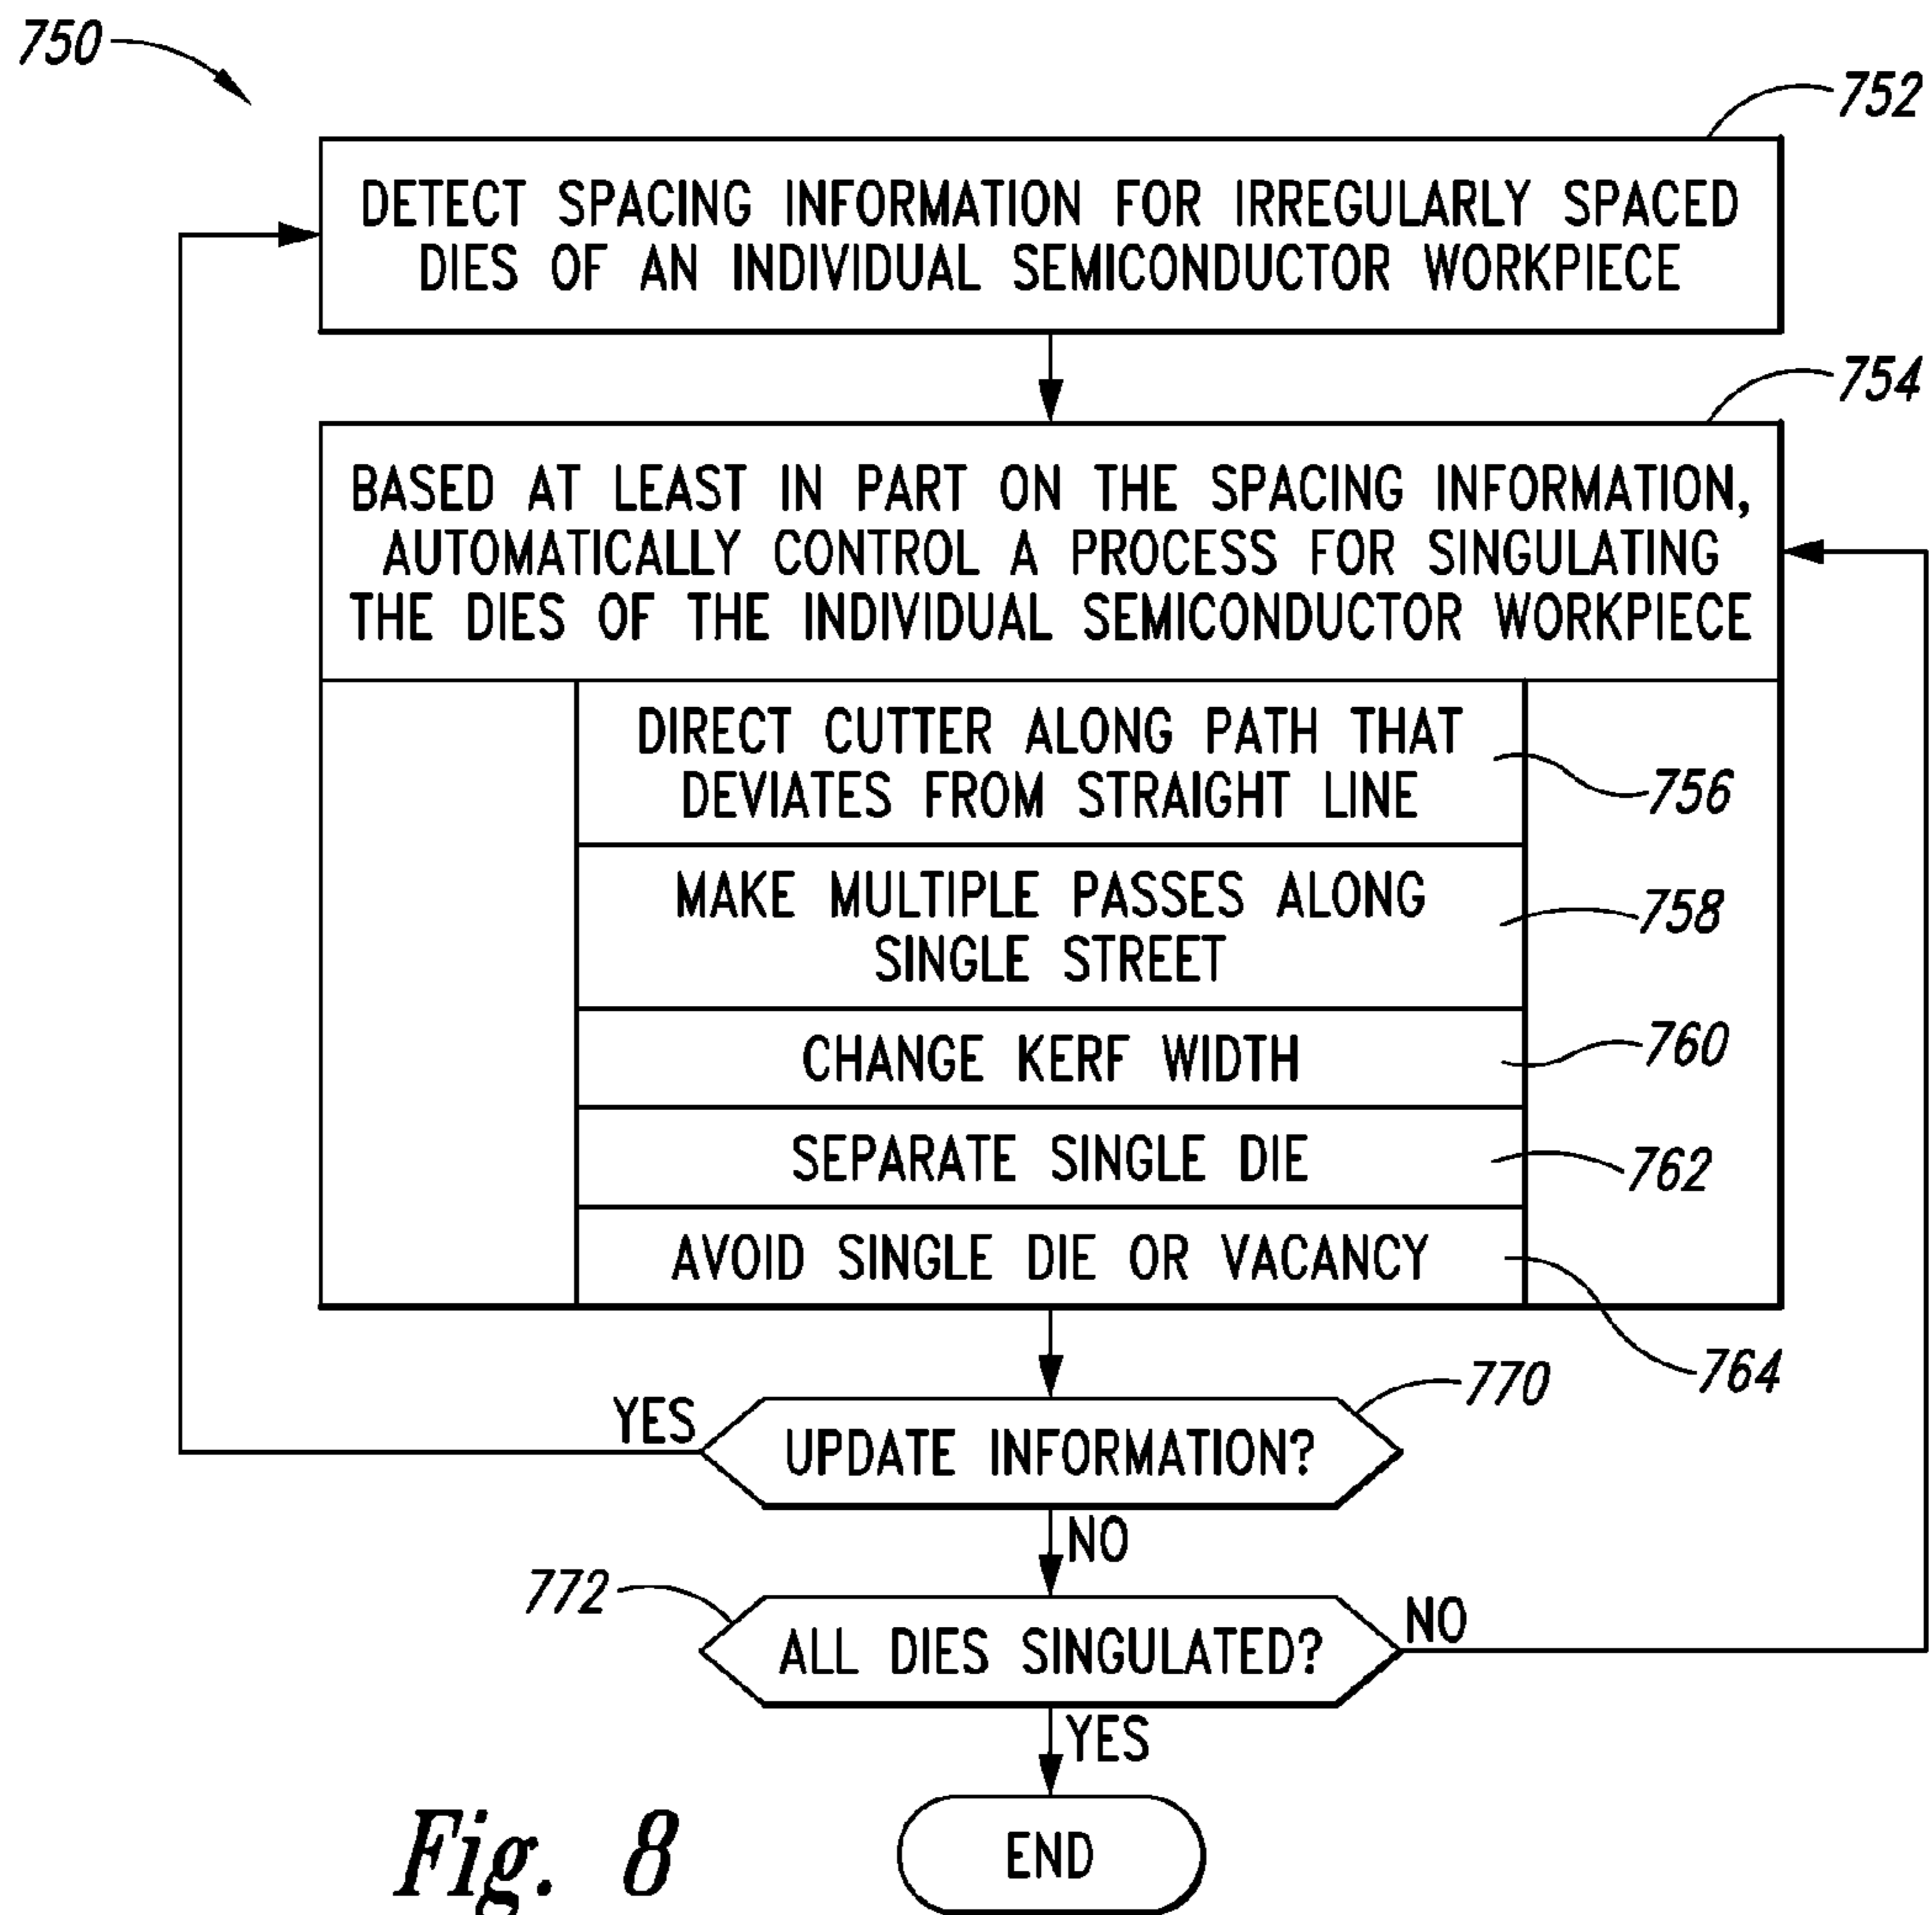 750
752
DETECT SPACING INFORMATION FOR IRREGULARLY SPACED
DIES OF AN INDIVIDUAL SEMICONDUCTOR WORKPIECE
754
BASED AT LEAST IN PART ON THE SPACING INFORMATION,
AUTOMATICALLY CONTROL A PROCESS FOR SINGULATING
THE DIES OF THE INDIVIDUAL SEMICONDUCTOR WORKPIECE
DIRECT CUTTER ALONG PATH THAT
DEVIATES FROM STRAIGHT LINE
756
MAKE MULTIPLE PASSES ALONG
SINGLE STREET
758
CHANGE KERF WIDTH
760
SEPARATE SINGLE DIE
762
AVOID SINGLE DIE OR VACANCY
764
770
YES
UPDATE INFORMATION?
NO
772
ALL DIES SINGULATED?
NO
YES
END
Fig. 8